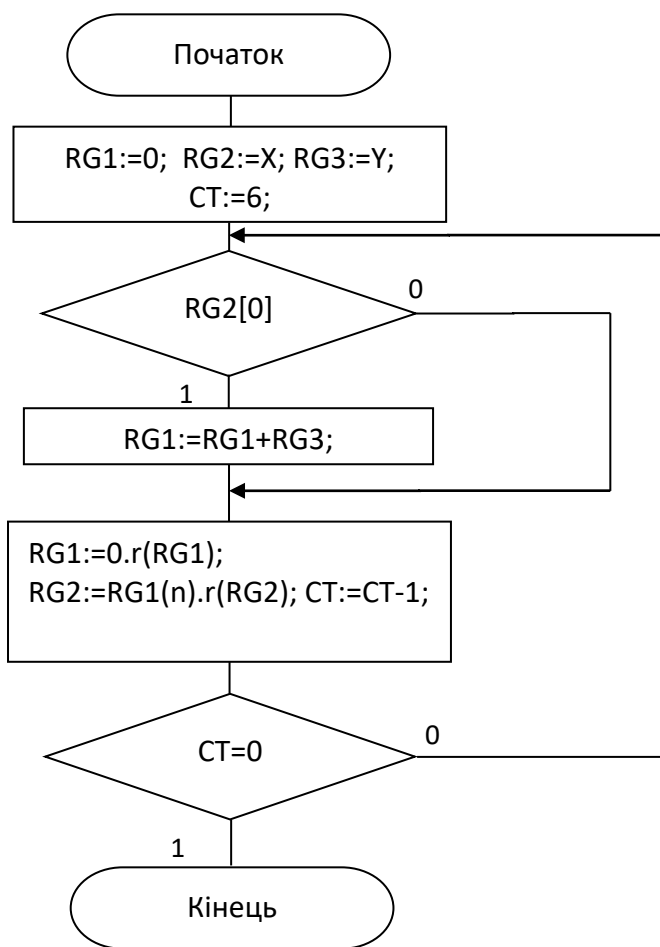 Початок
RG1:=0; RG2:=X; RG3:=Y;
CT:=6;
RG2[0]
0
1
RG1:=RG1+RG3;
RG1:=0.r(RG1);
RG2:=RG1(n).r(RG2); CT:=CT-1;
CT=0
0
1
Кінець